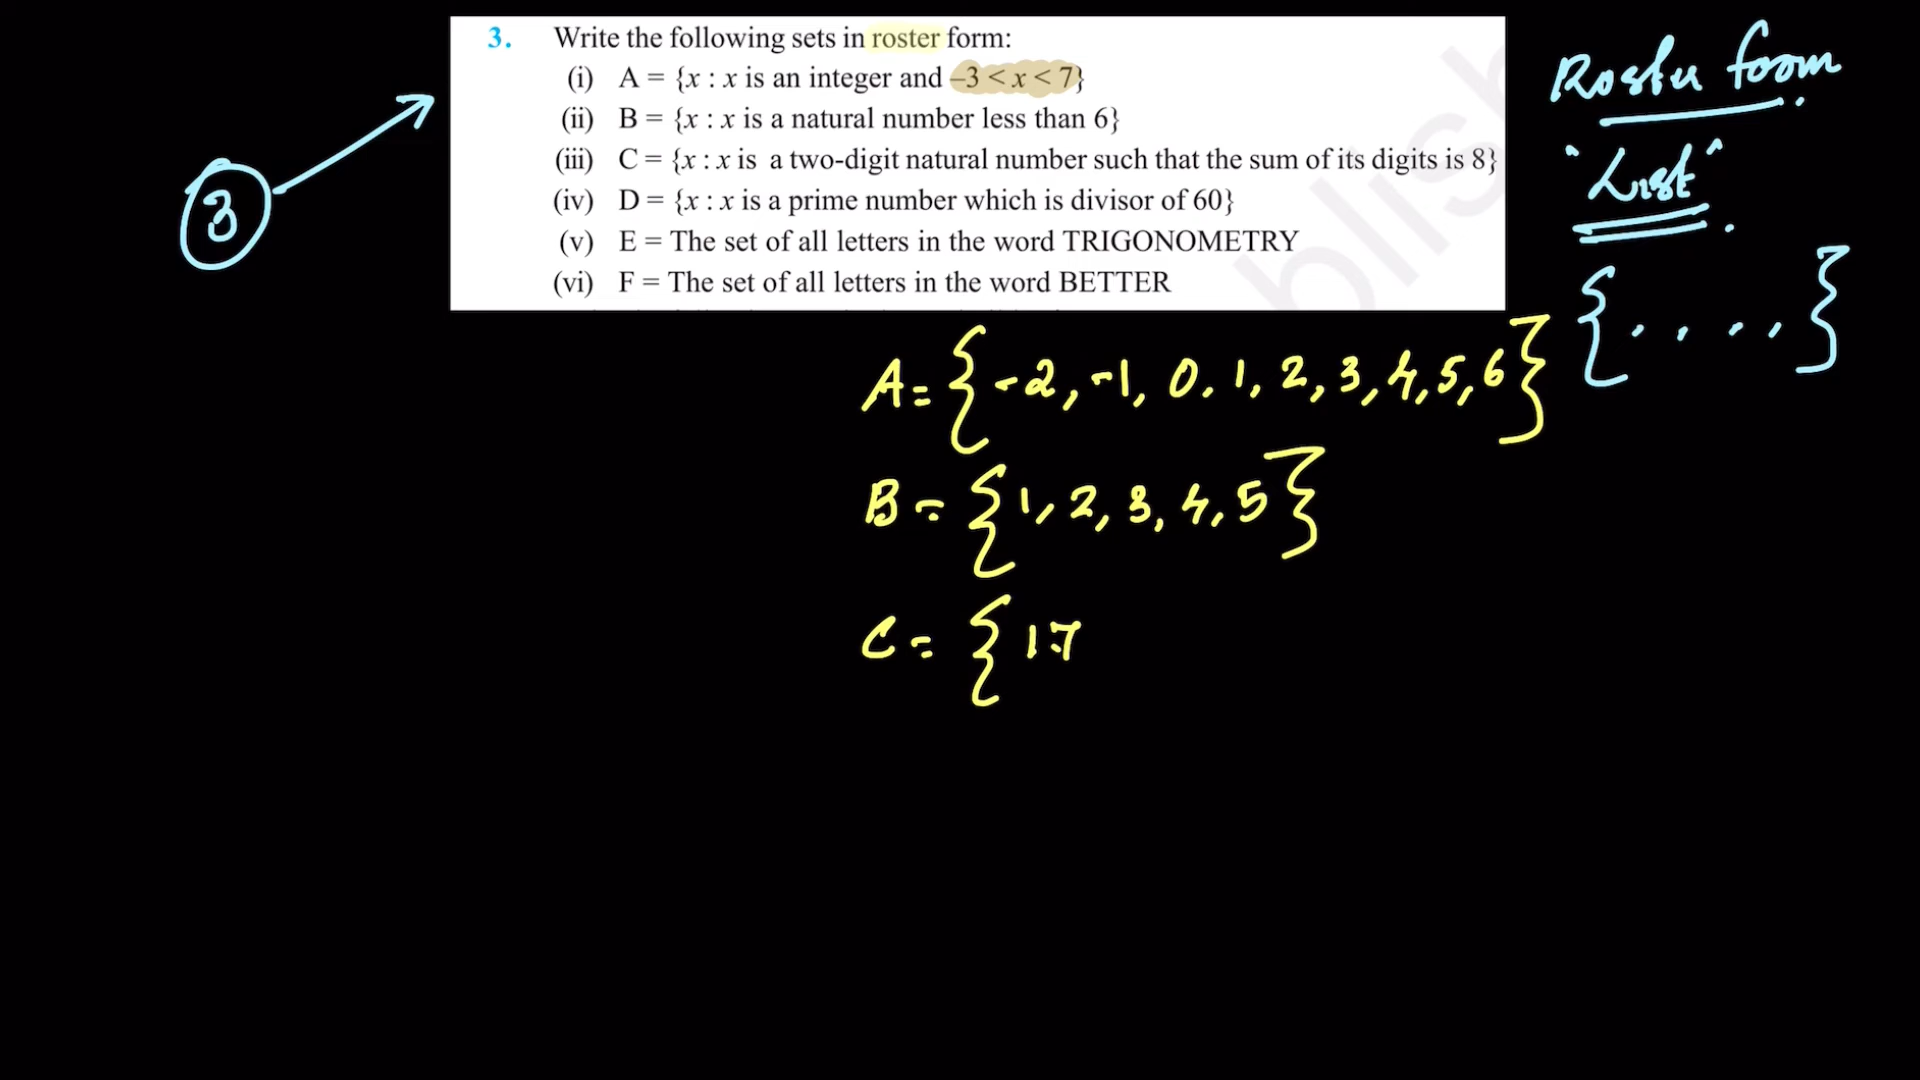 3. Write the following sets in roster form:
(i) A = {x : x is an integer and –3 < x < 7}
(ii) B = {x : x is a natural number less than 6}
(iii) C = {x : x is a two-digit natural number such that the sum of its digits is 8}
(iv) D = {x : x is a prime number which is divisor of 60}
(v) E = The set of all letters in the word TRIGONOMETRY
(vi) F = The set of all letters in the word BETTER
3
Roster form.
"List".
{. . . . , }
A = {-2, -1, 0, 1, 2, 3, 4, 5, 6}
B = {1, 2, 3, 4, 5}
C = { 17
blish